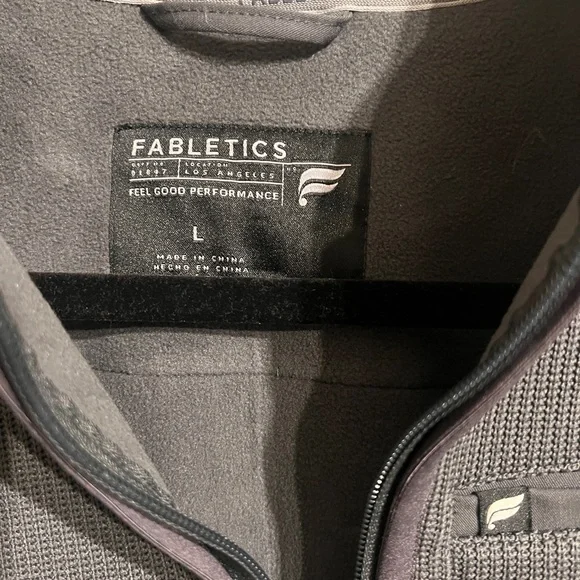 FABLETICS
LOCATION
LOS ANGELES
FEEL GOOD PERFORMANCE
L
MADE IN CHINA
HECHO EN CHINA